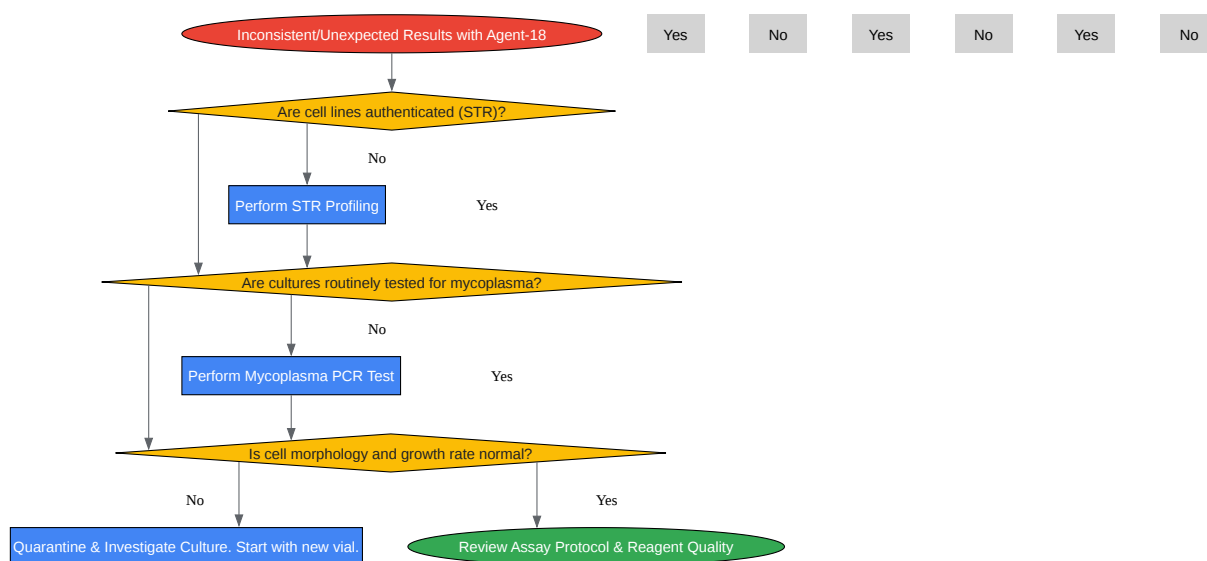 Inconsistent/Unexpected Results with Agent-18
Yes
No
Yes
No
Yes
No
Are cell lines authenticated (STR)?
No
Perform STR Profiling
Yes
Are cultures routinely tested for mycoplasma?
No
Perform Mycoplasma PCR Test
Yes
Is cell morphology and growth rate normal?
No
Yes
Quarantine & Investigate Culture. Start with new vial.
Review Assay Protocol & Reagent Quality